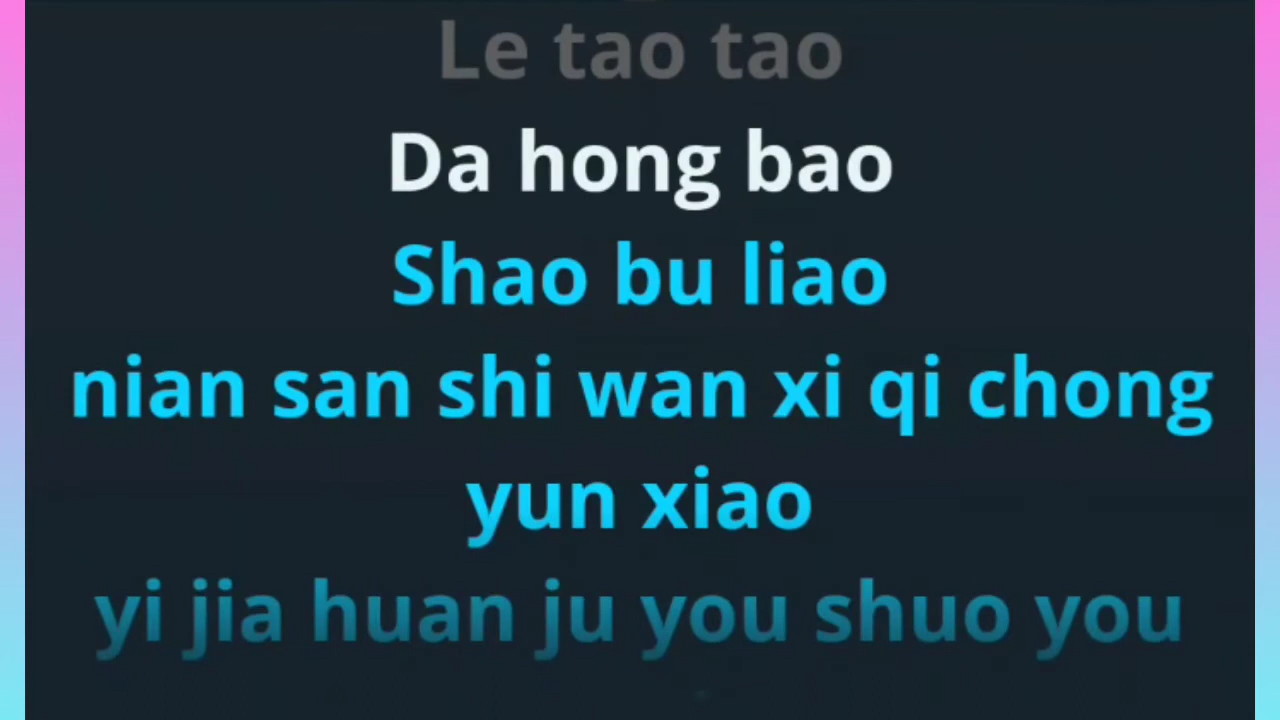 Le tao tao
Da hong bao
Shao bu liao
nian san shi wan xi qi chong
yun xiao
yi jia huan ju you shuo you